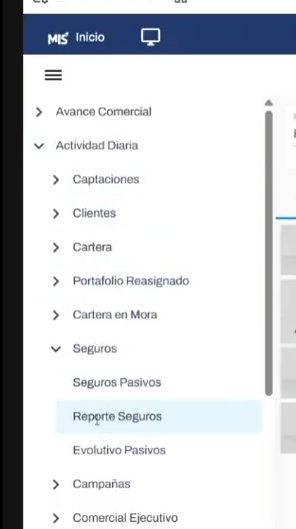 MIS Inicio
Avance Comercial
Actividad Diaria
Captaciones
Clientes
Cartera
Portafolio Reasignado
Cartera en Mora
Seguros
Seguros Pasivos
Reporte Seguros
Evolutivo Pasivos
Campañas
Comercial Ejecutivo